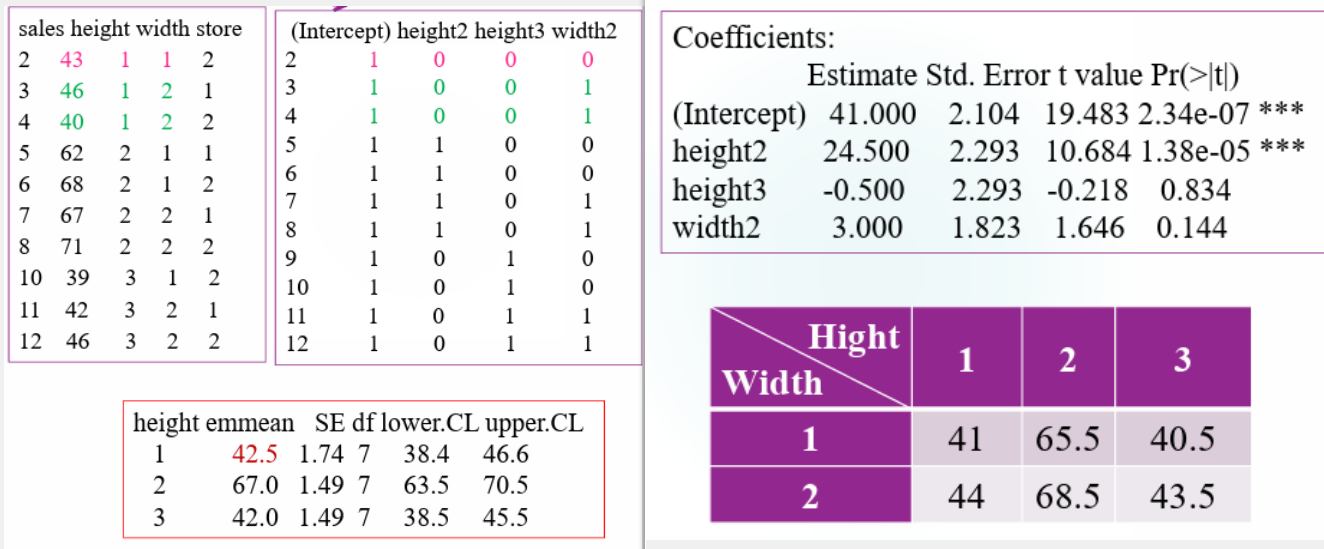 sales height width store
2 43 1 1 2
3 46 1 2 1
4 40 1 2 2
5 62 2 1 1
6 68 2 1 2
7 67 2 2 1
8 71 2 2 2
10 39 3 1 2
11 42 3 2 1
12 46 3 2 2
(Intercept) height2 height3 width2
2 1 0 0 0
3 1 0 0 1
4 1 0 0 1
5 1 1 0 0
6 1 1 0 0
7 1 1 0 1
8 1 1 0 1
9 1 0 1 0
10 1 0 1 0
11 1 0 1 1
12 1 0 1 1
height emmean SE df lower.CL upper.CL
1 42.5 1.74 7 38.4 46.6
2 67.0 1.49 7 63.5 70.5
3 42.0 1.49 7 38.5 45.5
Coefficients:
Estimate Std. Error t value Pr(>|t|)
(Intercept) 41.000 2.104 19.483 2.34e-07 ***
height2 24.500 2.293 10.684 1.38e-05 ***
height3 -0.500 2.293 -0.218 0.834
width2 3.000 1.823 1.646 0.144
Hight 1 2 3
Width
1 41 65.5 40.5
2 44 68.5 43.5